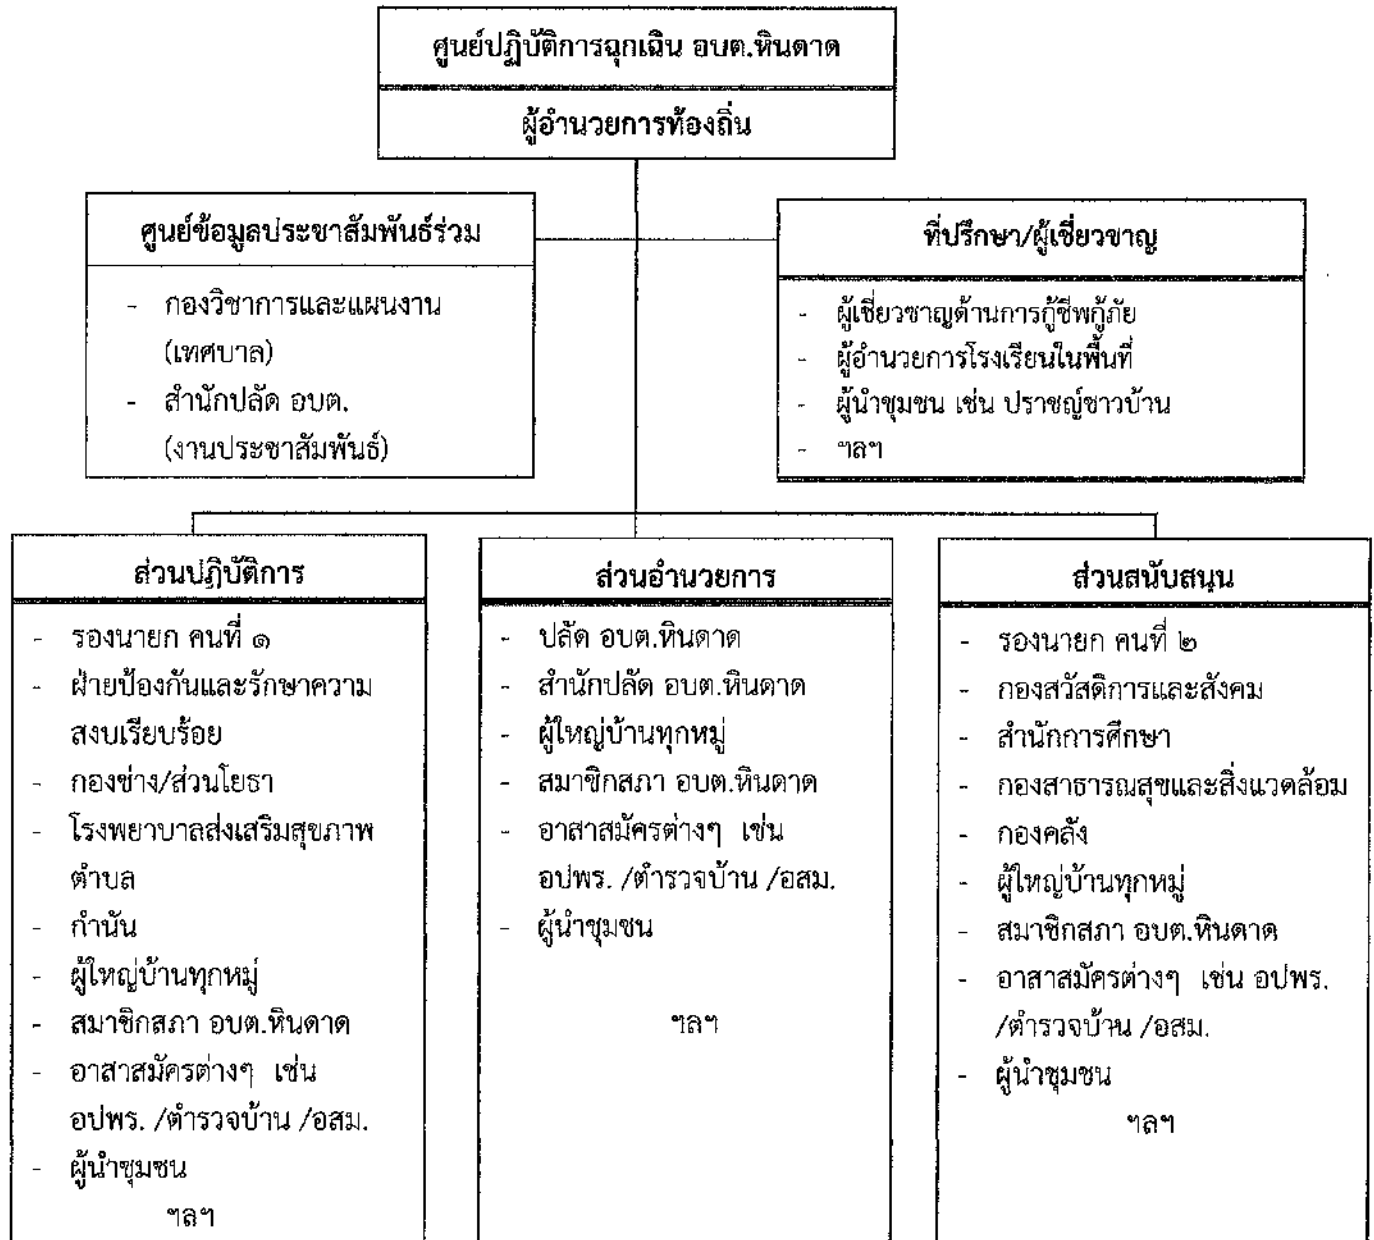 ศูนย์ปฏิบัติการฉุกเฉิน อบต.หินดาด
ผู้อำนวยการท้องถิ่น
ศูนย์ข้อมูลประชาสัมพันธ์ร่วม
- กองวิชาการและแผนงาน
(เทศบาล)
- สำนักปลัด อบต.
(งานประชาสัมพันธ์)
ที่ปรึกษา/ผู้เชี่ยวชาญ
- ผู้เชี่ยวชาญด้านการกู้ชีพกู้ภัย
- ผู้อำนวยการโรงเรียนในพื้นที่
- ผู้นำชุมชน เช่น ปราชญ์ชาวบ้าน
- ฯลฯ
ส่วนปฏิบัติการ
- รองนายก คนที่ ๑
- ฝ่ายป้องกันและรักษาความ
สงบเรียบร้อย
- กองช่าง/ส่วนโยธา
- โรงพยาบาลส่งเสริมสุขภาพ
ตำบล
- กำนัน
- ผู้ใหญ่บ้านทุกหมู่
- สมาชิกสภา อบต.หินดาด
- อาสาสมัครต่างๆ เช่น
อปพร. /ตำรวจบ้าน /อสม.
- ผู้นำชุมชน
ฯลฯ
ส่วนอำนวยการ
- ปลัด อบต.หินดาด
- สำนักปลัด อบต.หินดาด
- ผู้ใหญ่บ้านทุกหมู่
- สมาชิกสภา อบต.หินดาด
- อาสาสมัครต่างๆ เช่น
อปพร. /ตำรวจบ้าน /อสม.
- ผู้นำชุมชน
ฯลฯ
ส่วนสนับสนุน
- รองนายก คนที่ ๒
- กองสวัสดิการและสังคม
- สำนักการศึกษา
- กองสาธารณสุขและสิ่งแวดล้อม
- กองคลัง
- ผู้ใหญ่บ้านทุกหมู่
- สมาชิกสภา อบต.หินดาด
- อาสาสมัครต่างๆ เช่น อปพร.
/ตำรวจบ้าน /อสม.
- ผู้นำชุมชน
ฯลฯ